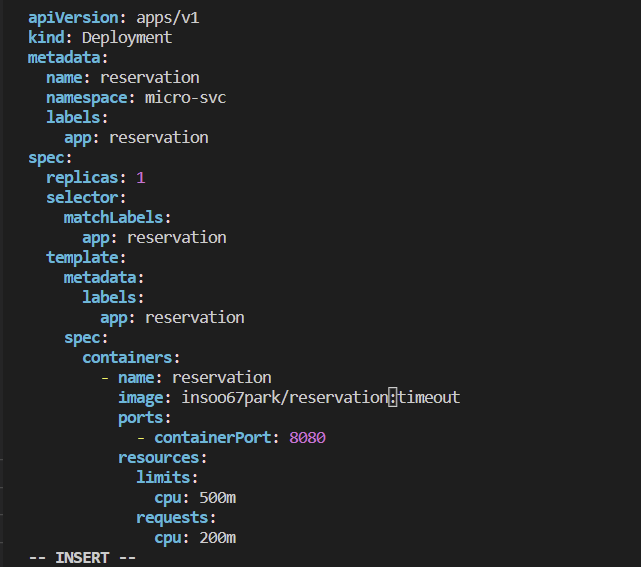 apiVersion: apps/v1
kind: Deployment
metadata:
  name: reservation
  namespace: micro-svc
  labels:
    app: reservation
spec:
  replicas: 1
  selector:
    matchLabels:
      app: reservation
  template:
    metadata:
      labels:
        app: reservation
    spec:
      containers:
        - name: reservation
          image: insoo67park/reservation:timeout
          ports:
            - containerPort: 8080
          resources:
            limits:
              cpu: 500m
            requests:
              cpu: 200m
-- INSERT --